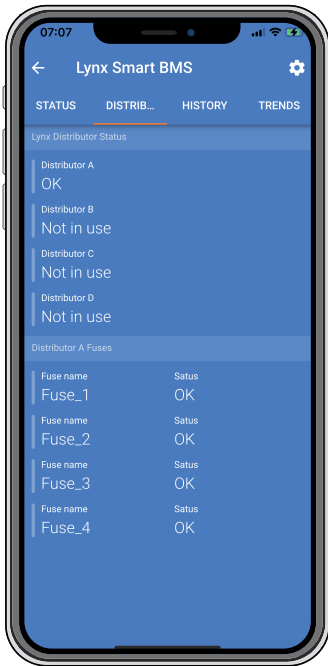 07:07
Lynx Smart BMS
STATUS DISTRIB... HISTORY TRENDS
Lynx Distributor Status
Distributor A
OK
Distributor B
Not in use
Distributor C
Not in use
Distributor D
Not in use
Distributor A Fuses
Fuse name Satus
Fuse_1 OK
Fuse name Satus
Fuse_2 OK
Fuse name Satus
Fuse_3 OK
Fuse name Satus
Fuse_4 OK